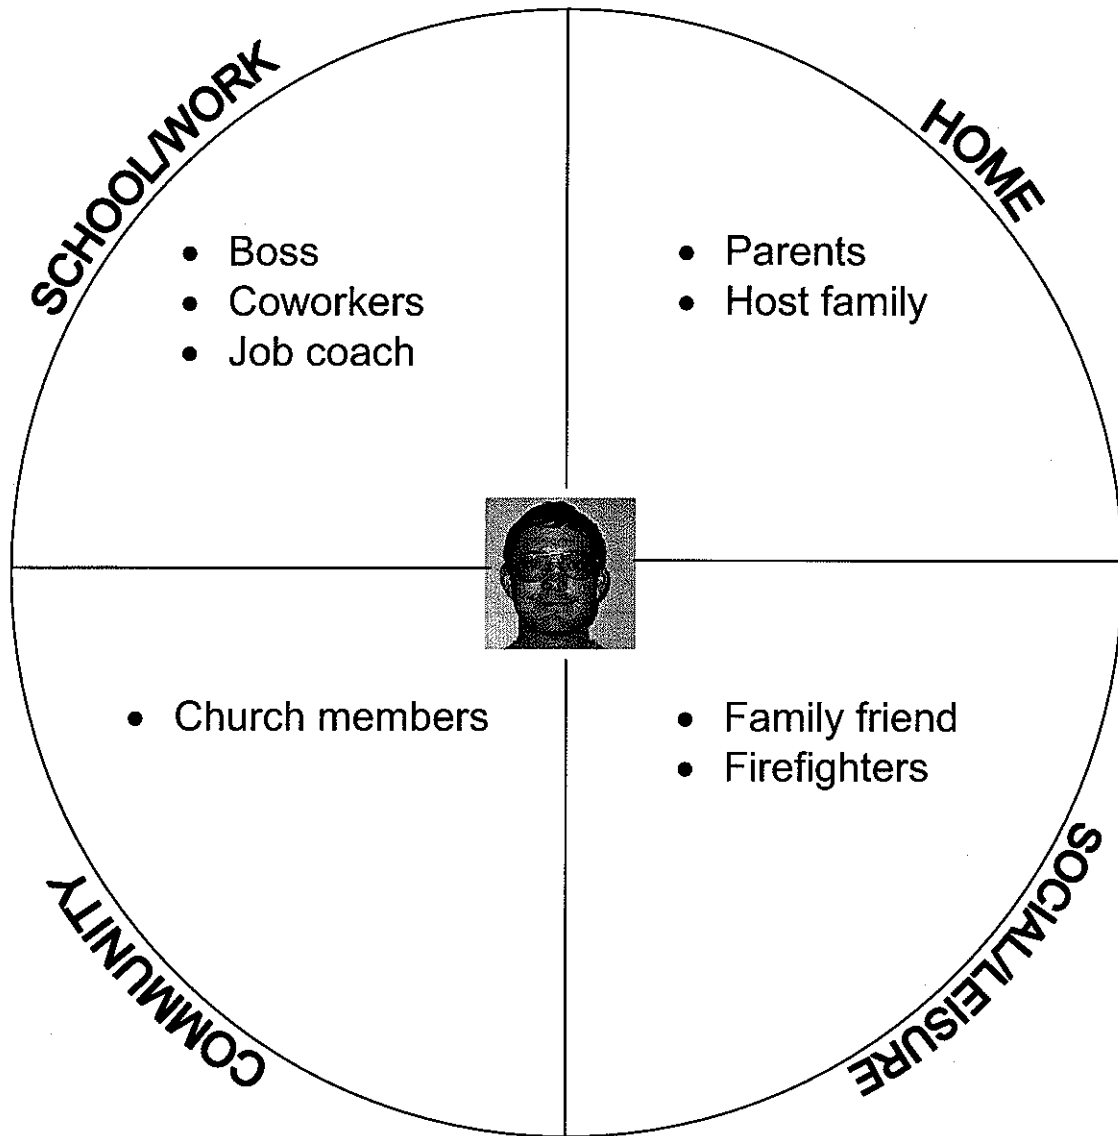 SCHOOL/WORK
• Boss
• Coworkers
• Job coach
HOME
• Parents
• Host family
COMMUNITY
• Church members
SOCIAL/LEISURE
• Family friend
• Firefighters